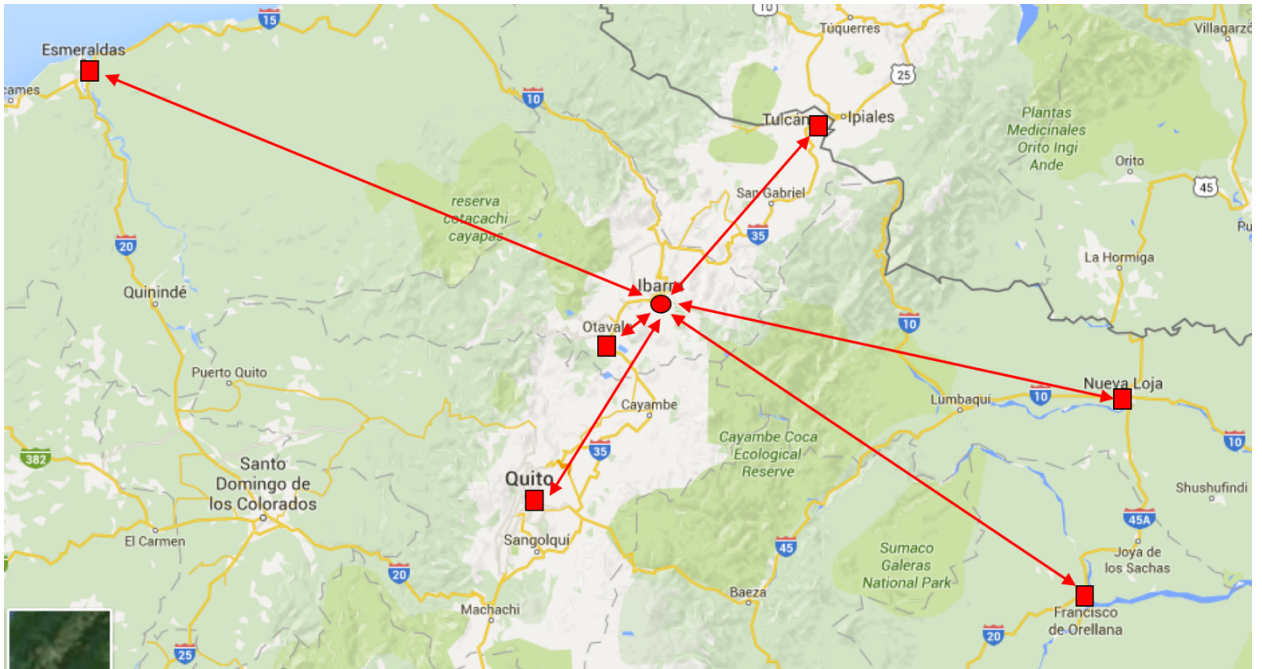 15
10
Túquerres
Villagarzó
Esmeraldas
25
cames
10
Tulcán
Ipiales
Plantas
Medicinales
Orito Ingi
Ande
Orito
45
San Gabriel
reserva
cotacachi
cayapas
20
35
Pu
La Hormiga
Quinindé
Ibarr
10
Otaval
Puerto Quito
Nueva Loja
Lumbaquí
10
Cayambe
10
Cayambe Coca
Ecological
Reserve
35
382
Santo
Domingo de
los Colorados
Quito
Shushufindi
45A
El Carmen
Sangolquí
45
Sumaco
Galeras
National Park
Joya de
los Sachas
20
Baeza
Machachi
Francisco
de Orellana
20
25